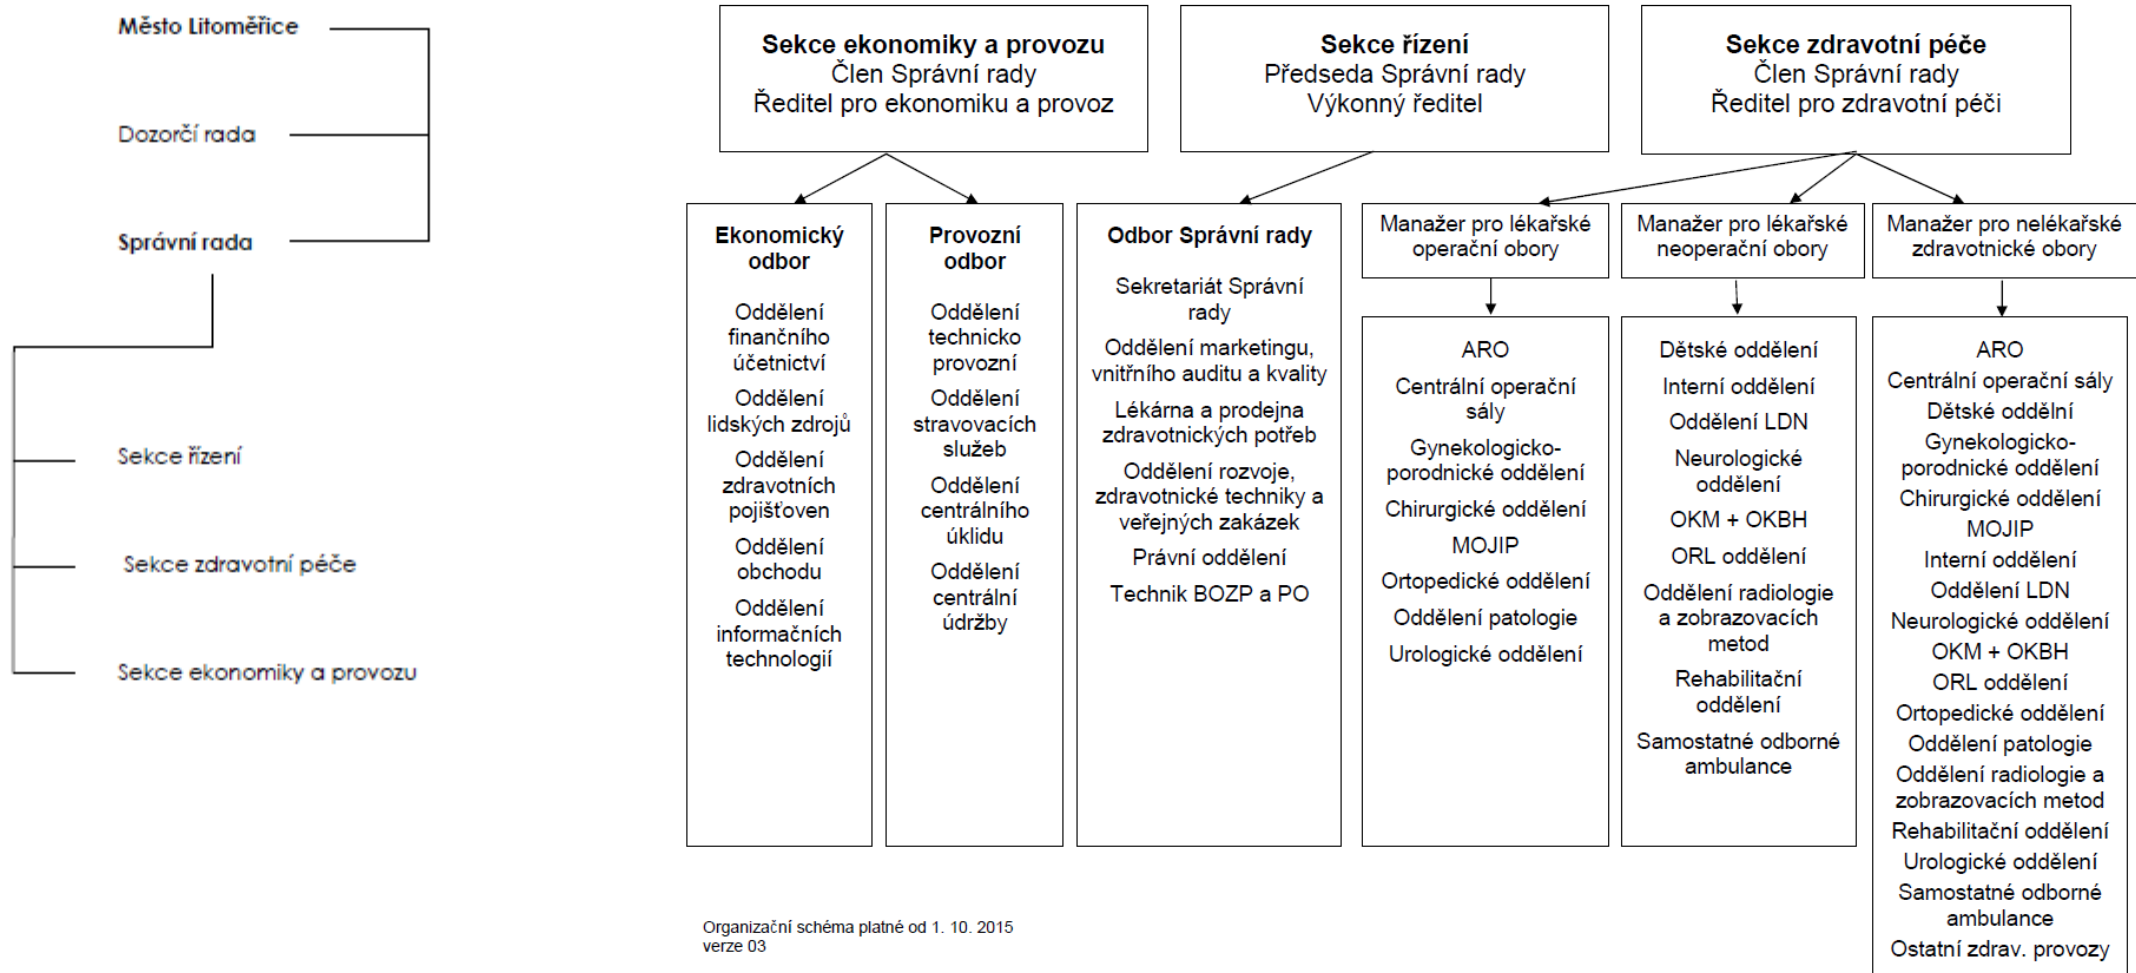 Město Litoměřice
Dozorčí rada
Správní rada
Sekce řízení
Sekce zdravotní péče
Sekce ekonomiky a provozu
Sekce ekonomiky a provozu
Člen Správní rady
Ředitel pro ekonomiku a provoz
Sekce řízení
Předseda Správní rady
Výkonný ředitel
Sekce zdravotní péče
Člen Správní rady
Ředitel pro zdravotní péči
Ekonomický
odbor
Oddělení
finančního
účetnictví
Oddělení
lidských zdrojů
Oddělení
zdravotních
pojišťoven
Oddělení
obchodu
Oddělení
informačních
technologií
Provozní
odbor
Oddělení
technicko
provozní
Oddělení
stravovacích
služeb
Oddělení
centrálního
úklidu
Oddělení
centrální
údržby
Odbor Správní rady
Sekretariát Správní
rady
Oddělení marketingu,
vnitřního auditu a kvality
Lékárna a prodejna
zdravotnických potřeb
Oddělení rozvoje,
zdravotnické techniky a
veřejných zakázek
Právní oddělení
Technik BOZP a PO
Manažer pro lékařské
operační obory
ARO
Centrální operační
sály
Gynekologicko-
porodnické oddělení
Chirurgické oddělení
MOJIP
Ortopedické oddělení
Oddělení patologie
Urologické oddělení
Manažer pro lékařské
neoperační obory
Dětské oddělení
Interní oddělení
Oddělení LDN
Neurologické
oddělení
OKM + OKBH
ORL oddělení
Oddělení radiologie
a zobrazovacích
metod
Rehabilitační
oddělení
Samostatné odborné
ambulance
Manažer pro nelékařské
zdravotnické obory
ARO
Centrální operační sály
Dětské odděIní
Gynekologicko-
porodnické oddělení
Chirurgické oddělení
MOJIP
Interní oddělení
Oddělení LDN
Neurologické oddělení
OKM + OKBH
ORL oddělení
Ortopedické oddělení
Oddělení patologie
Oddělení radiologie a
zobrazovacích metod
Rehabilitační oddělení
Urologické oddělení
Samostatné odborné
ambulance
Ostatní zdrav. provozy
Organizační schéma platné od 1. 10. 2015
verze 03